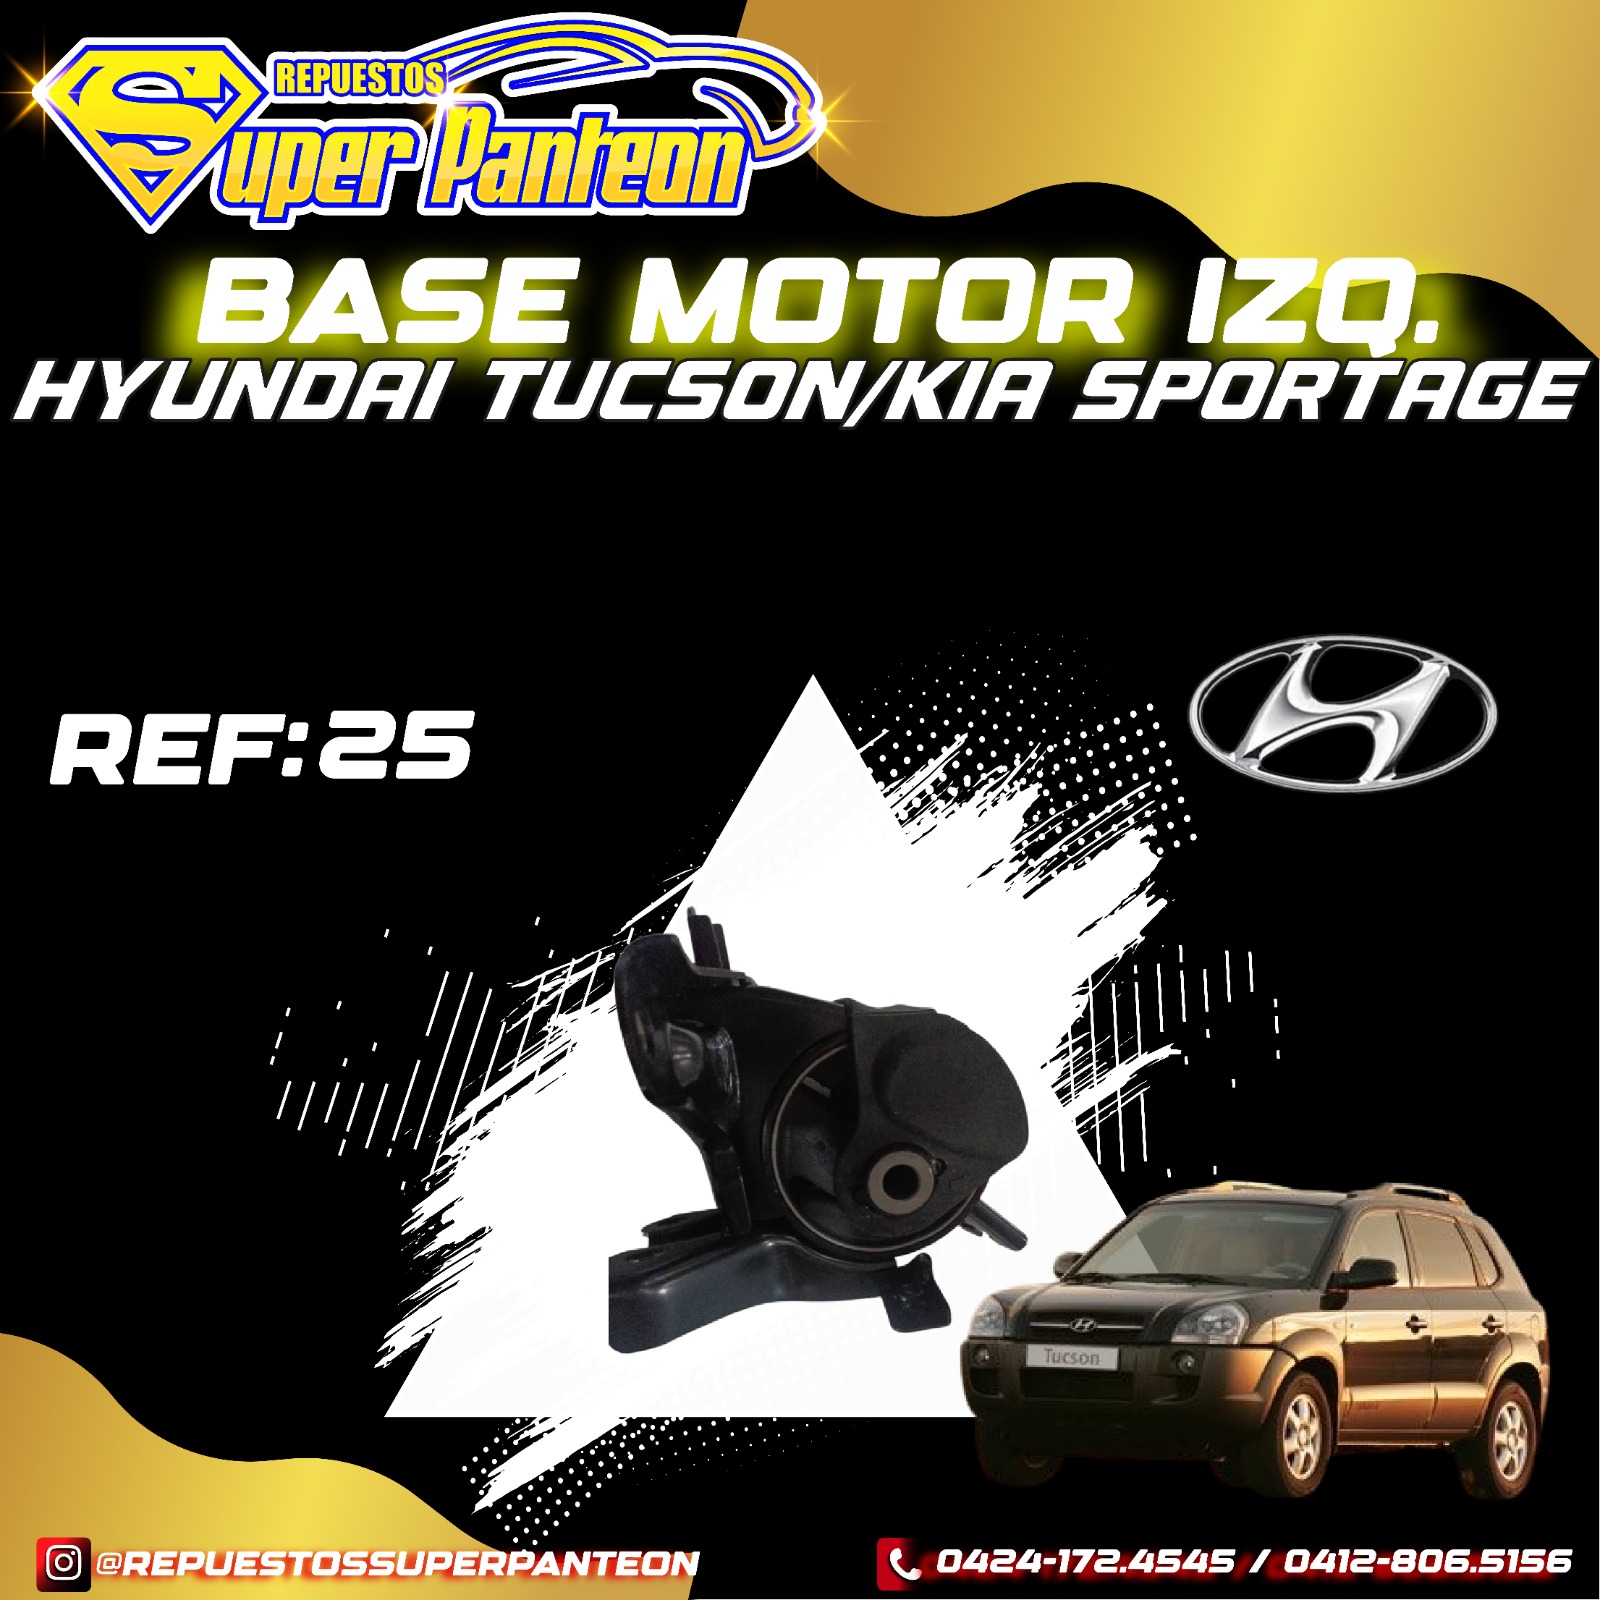 REPUESTOS
Super Panteon
BASE MOTOR IZQ.
HYUNDAI TUCSON/KIA SPORTAGE
REF:25
Tucson
@REPUESTOSSUPERPANTEON
0424-172.4545 / 0412-806.5156